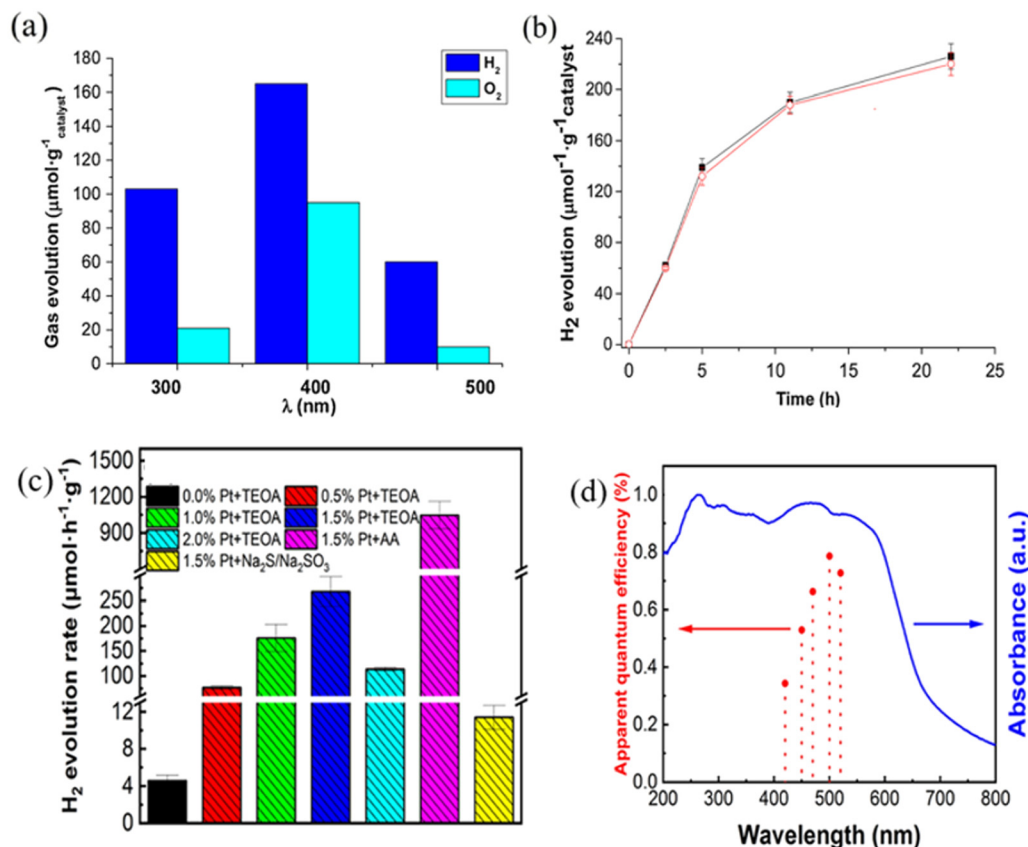 (a)
Gas evolution (μmol·g⁻¹catalyst)
180
160
140
120
100
80
60
40
20
0
H₂
O₂
300
400
500
λ (nm)
(b)
H₂ evolution (μmol⁻¹·g⁻¹catalyst
240
200
160
120
80
40
0
0
5
10
15
20
25
Time (h)
(c)
H₂ evolution rate (μmol·h⁻¹·g⁻¹)
1500
1200
900
250
200
150
100
12
8
4
0
0.0% Pt+TEOA
0.5% Pt+TEOA
1.0% Pt+TEOA
1.5% Pt+TEOA
2.0% Pt+TEOA
1.5% Pt+AA
1.5% Pt+Na₂S/Na₂SO₃
(d)
Apparent quantum efficiency (%)
1.0
0.8
0.6
0.4
0.2
0.0
200
300
400
500
600
700
800
Wavelength (nm)
Absorbance (a.u.)